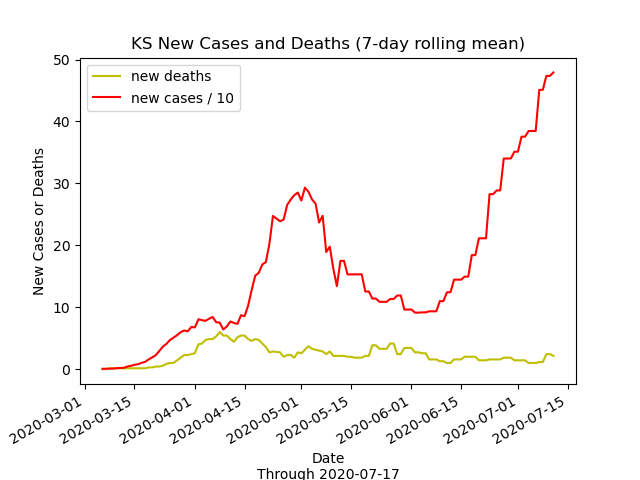 KS New Cases and Deaths (7-day rolling mean)
new deaths
new cases / 10
New Cases or Deaths
50
40
30
20
10
0
2020-03-01
2020-03-15
2020-04-01
2020-04-15
2020-05-01
2020-05-15
2020-06-01
2020-06-15
2020-07-01
2020-07-15
Date
Through 2020-07-17